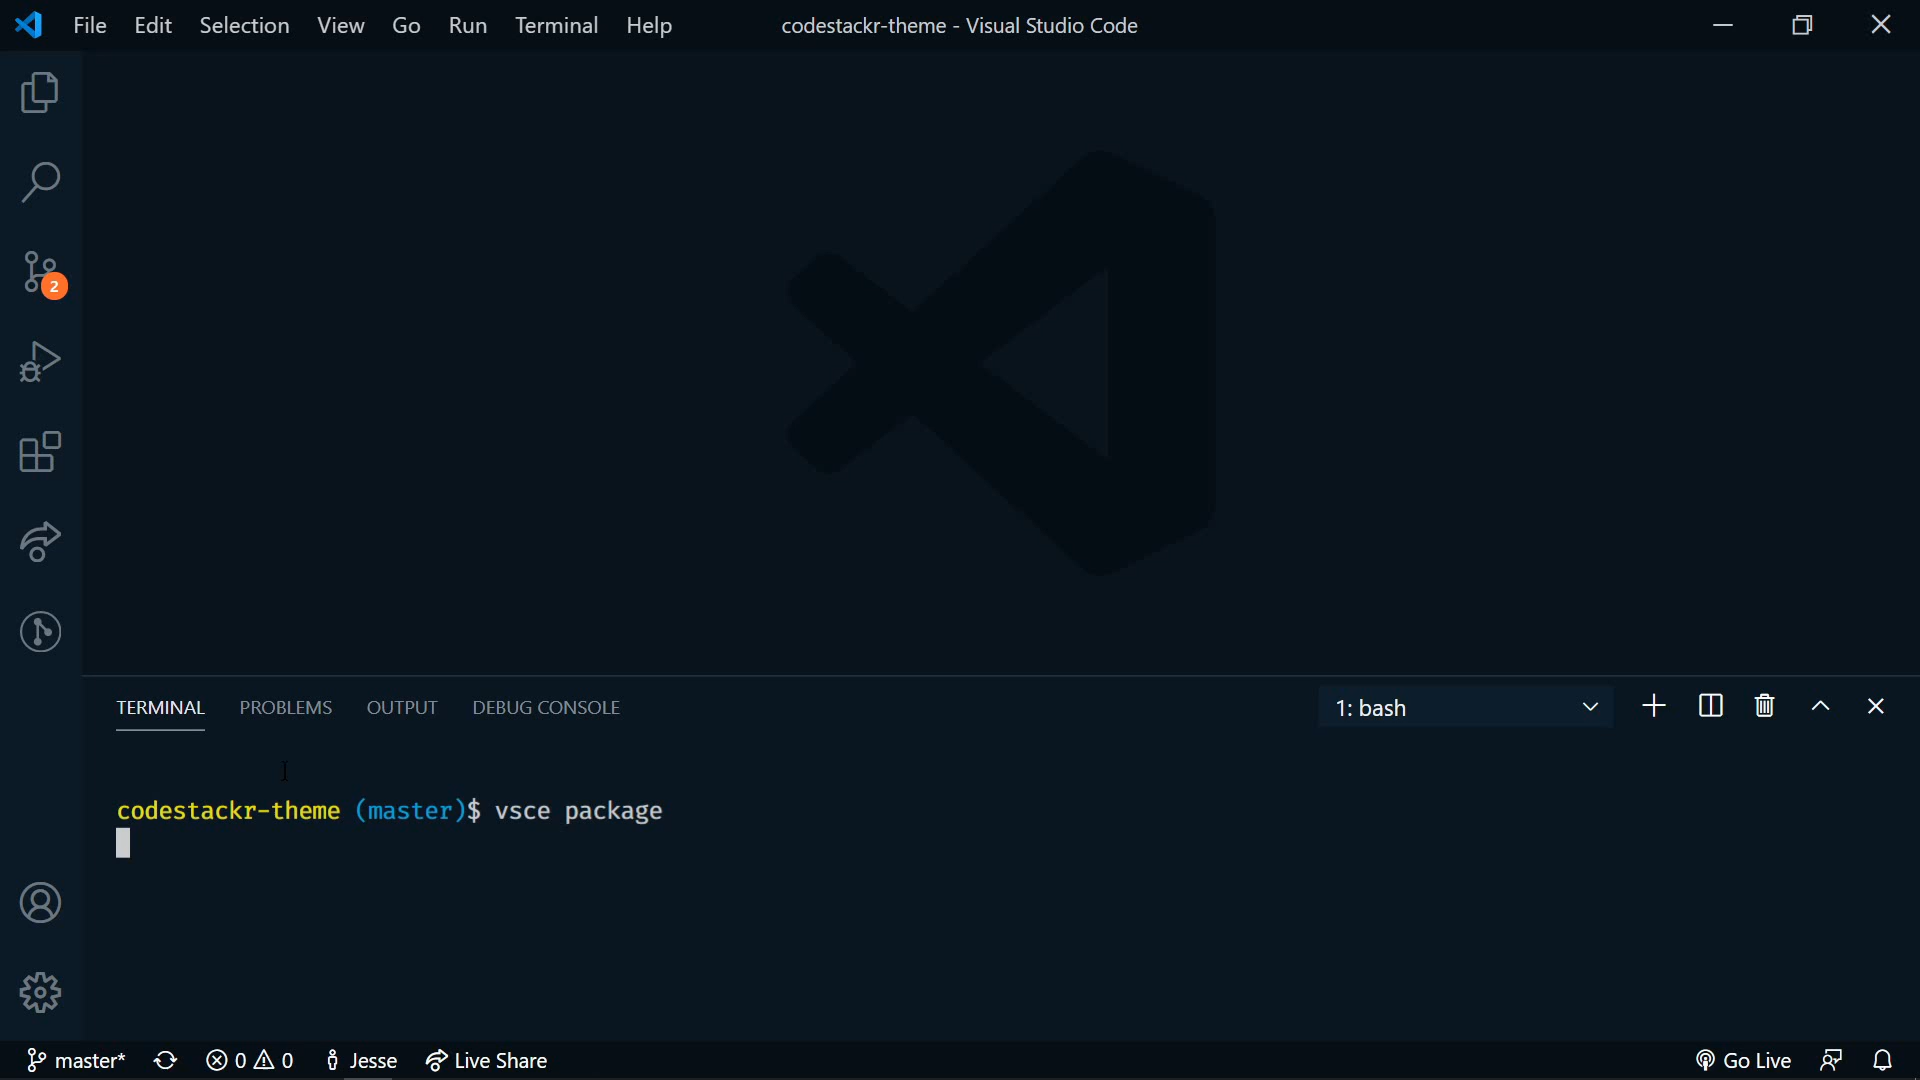 File Edit Selection View Go Run Terminal Help codestackr-theme - Visual Studio Code
2
TERMINAL PROBLEMS OUTPUT DEBUG CONSOLE 1: bash
codestackr-theme (master)$ vsce package
master* 0 0 Jesse Live Share Go Live